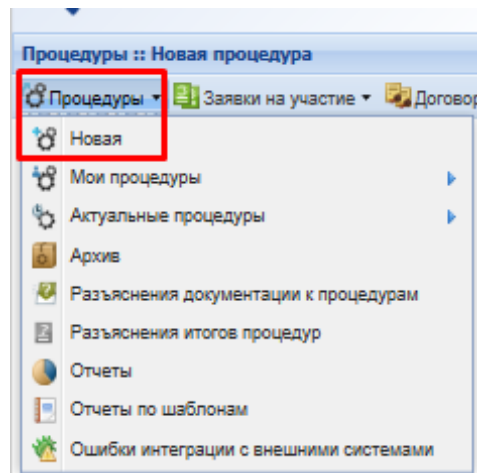 Процедуры :: Новая процедура
Процедуры Заявки на участие Договор
Новая
Мои процедуры
Актуальные процедуры
Архив
Разъяснения документации к процедурам
Разъяснения итогов процедур
Отчеты
Отчеты по шаблонам
Ошибки интеграции с внешними системами